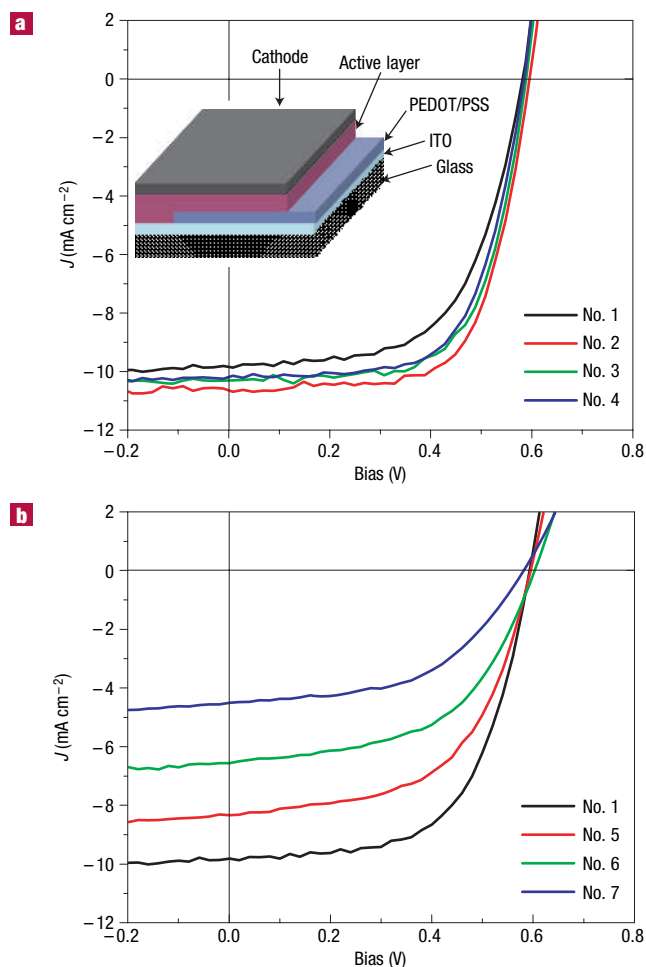 a
2
0
−2
−4
−6
−8
−10
−12
J (mA cm−2)
Cathode
Active layer
PEDOT/PSS
ITO
Glass
No. 1
No. 2
No. 3
No. 4
−0.2 0.0 0.2 0.4 0.6 0.8
Bias (V)
b
2
0
−2
−4
−6
−8
−10
−12
J (mA cm−2)
No. 1
No. 5
No. 6
No. 7
−0.2 0.0 0.2 0.4 0.6 0.8
Bias (V)